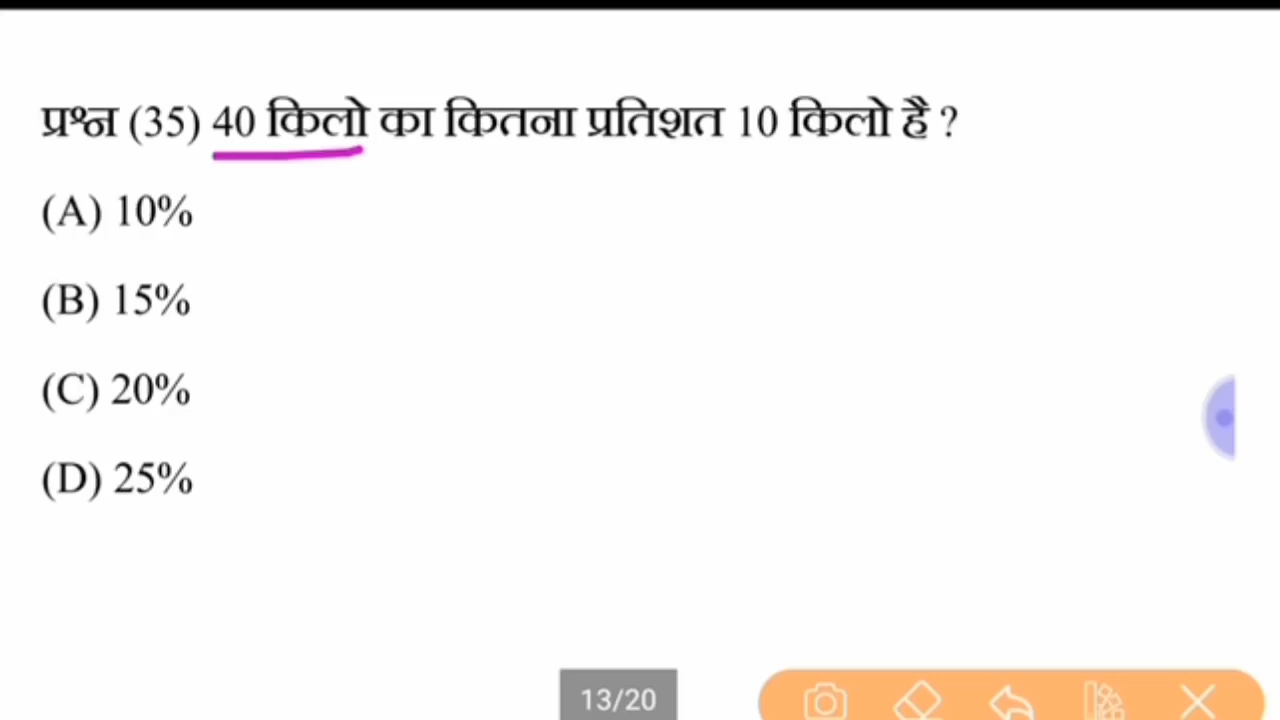 प्रश्न (35) 40 किलो का कितना प्रतिशत 10 किलो है ?
(A) 10%
(B) 15%
(C) 20%
(D) 25%
13/20